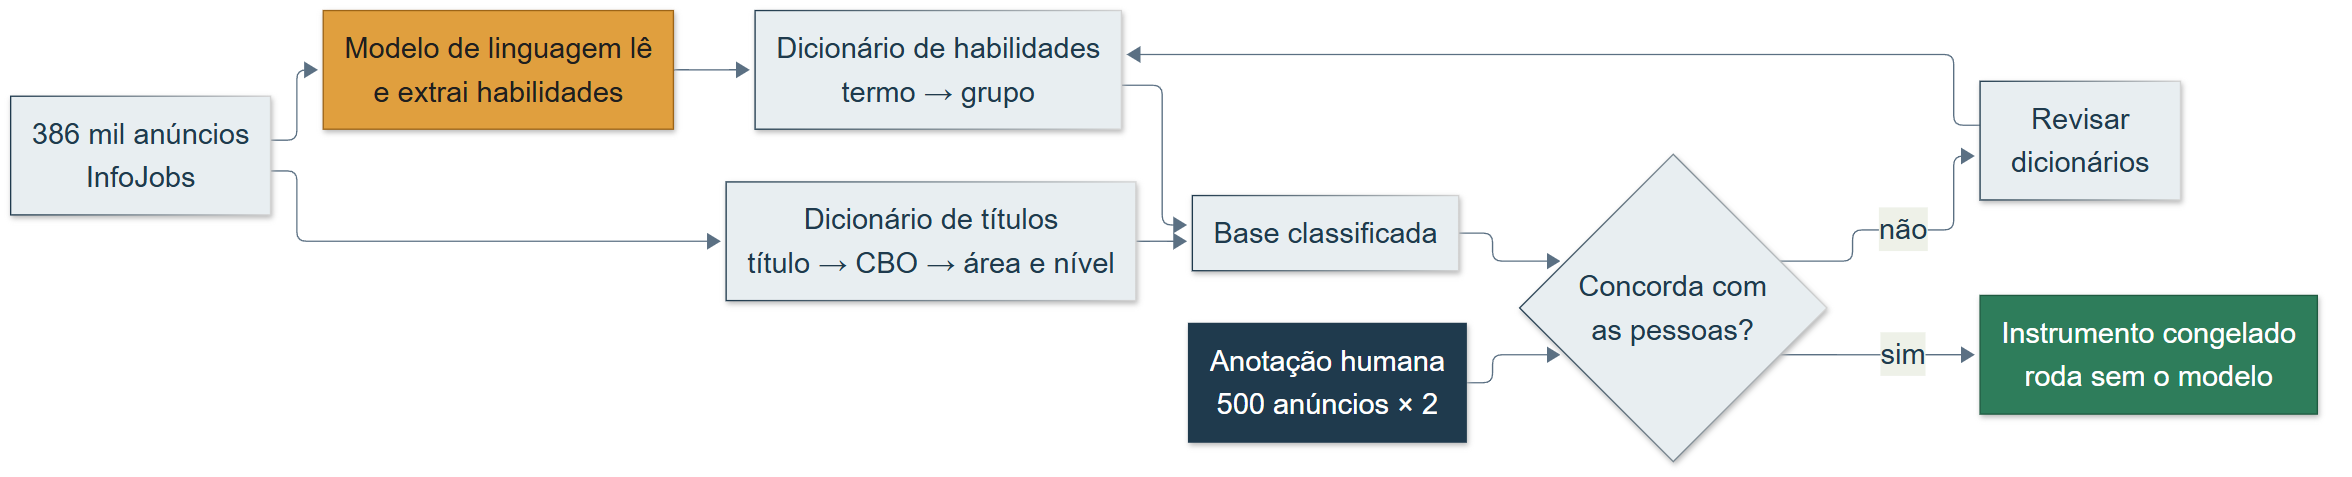 386 mil anúncios
InfoJobs
Modelo de linguagem lê
e extrai habilidades
Dicionário de habilidades
termo → grupo
Dicionário de títulos
título → CBO → área e nível
Base classificada
Anotação humana
500 anúncios × 2
Concorda com
as pessoas?
não
sim
Revisar
dicionários
Instrumento congelado
roda sem o modelo